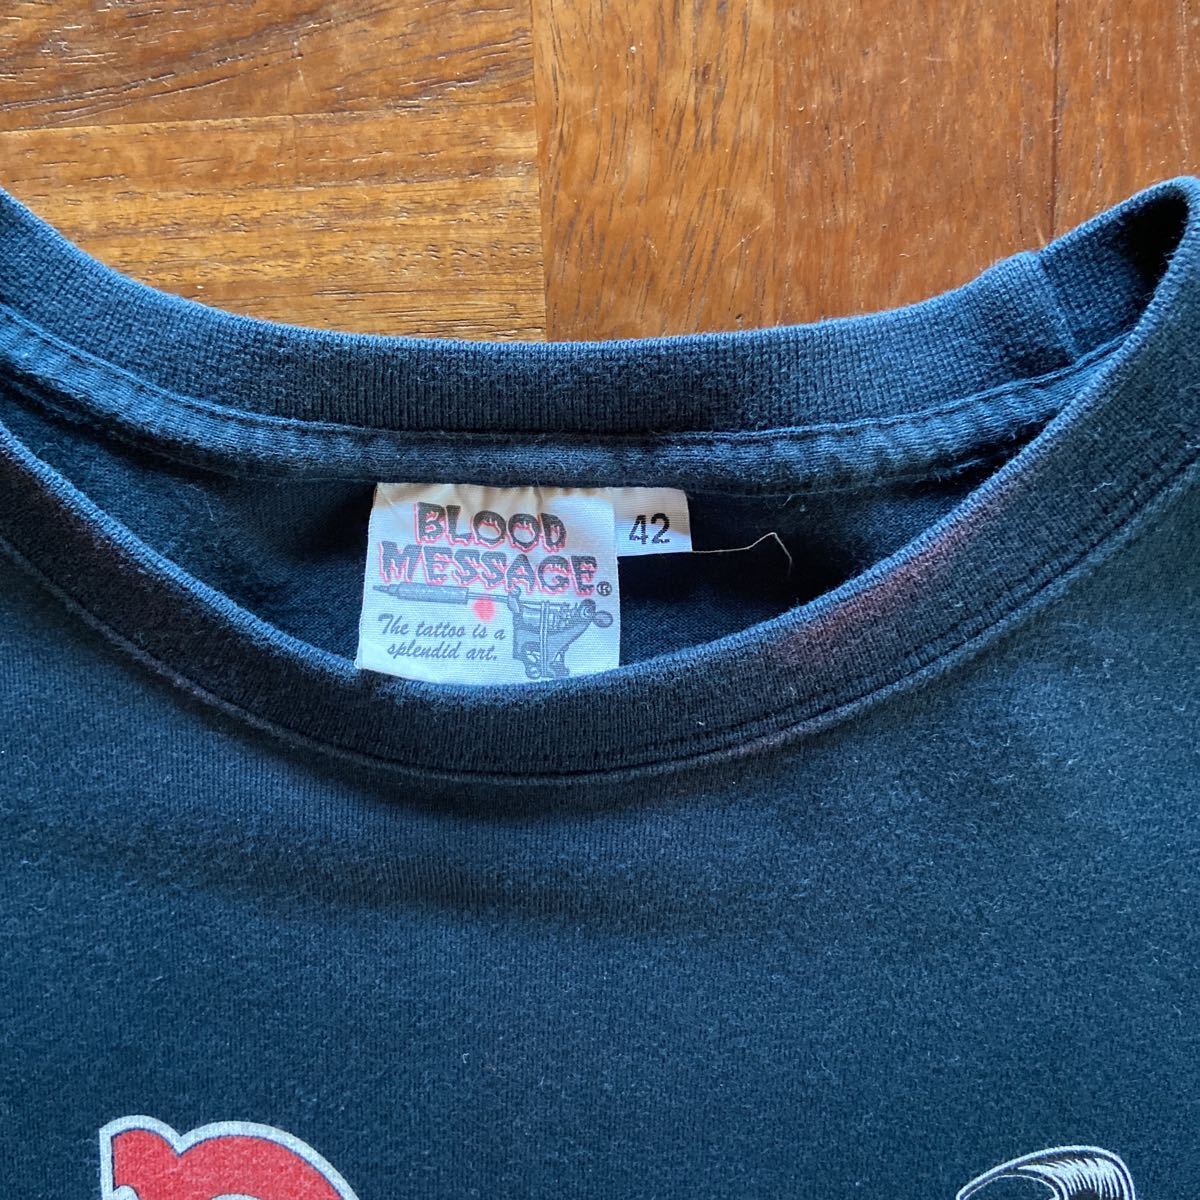 BLOOD
MESSAGE®
The tattoo is a
splendid art.
42